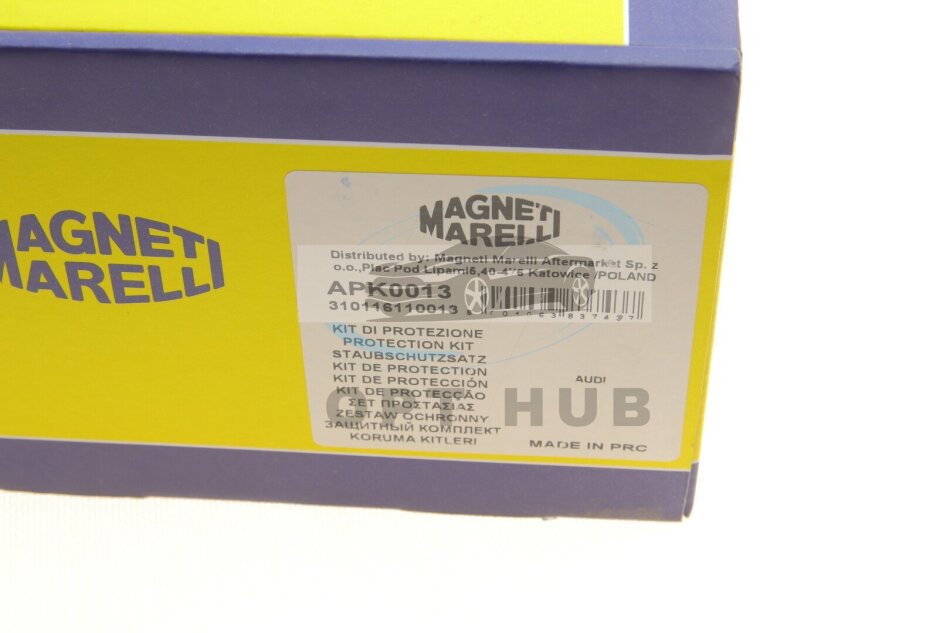 MAGNETI
MARELLI
MAGNETI
MARELLI
Distributed by: Magneti Marelli Aftermarket Sp. z
o.o.,Plac Pod Lipami5,40-476 Katowice /POLAND
APK0013
310116110013
KIT DI PROTEZIONE
PROTECTION KIT
STAUBSCHUTZSATZ
KIT DE PROTECTION
KIT DE PROTECCIÓN
KIT DE PROTECÇÃO
ΣΕΤ ΠΡΟΣΤΑΣΙΑΣ
ZESTAW OCHRONNY
ЗАЩИТНЫЙ КОМПЛЕКТ
KORUMA KITLERI
AUDI
OPT HUB
MADE IN PRC